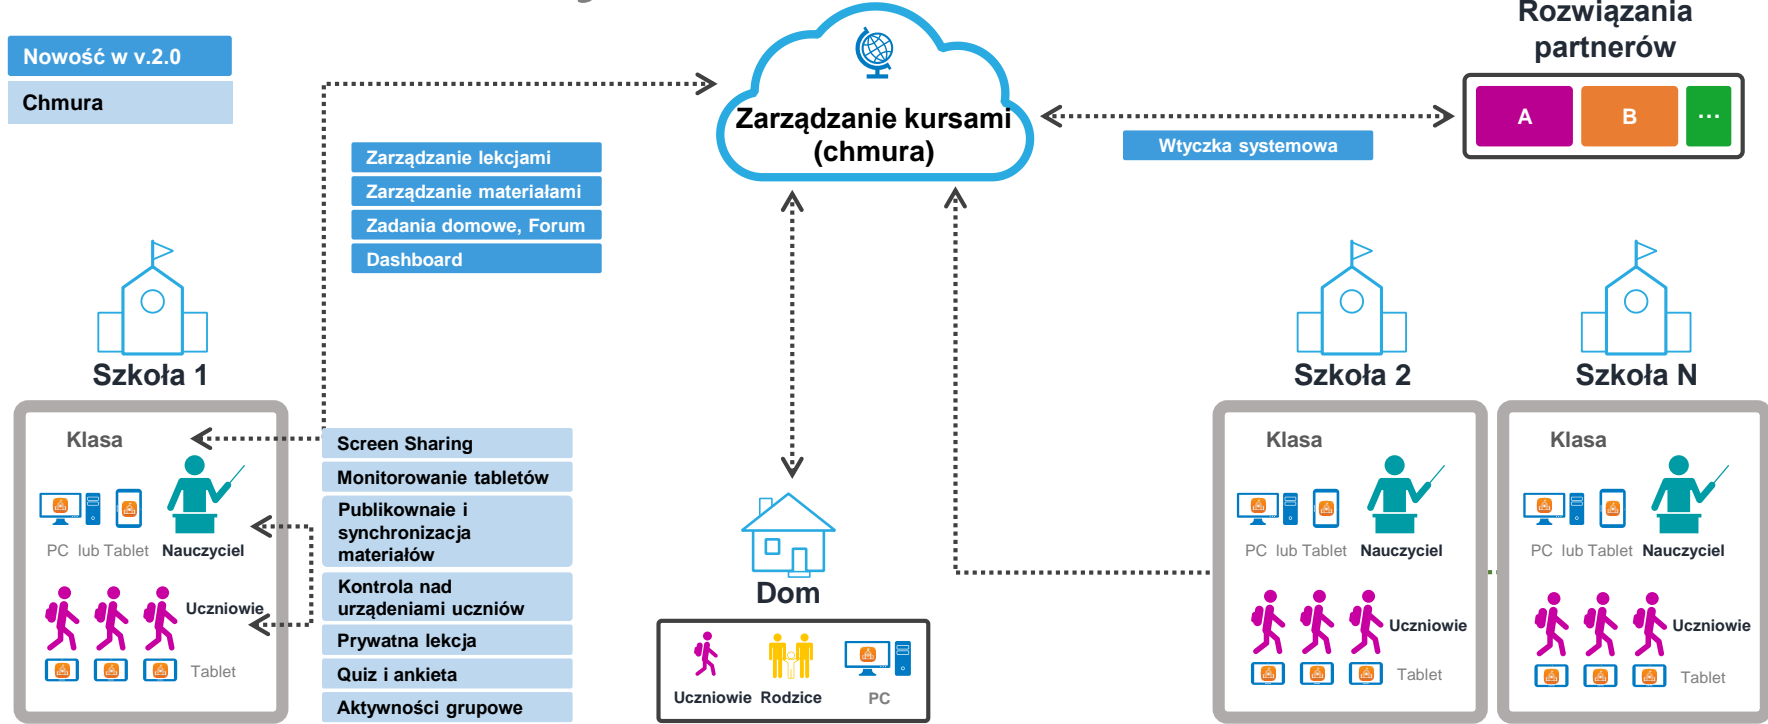 Nowość w v.2.0
Chmura
Zarządzanie kursami
(chmura)
Rozwiązania
partnerów
A
B
...
Wtyczka systemowa
Zarządzanie lekcjami
Zarządzanie materiałami
Zadania domowe, Forum
Dashboard
Szkoła 1
Klasa
PC lub Tablet
Nauczyciel
Uczniowie
Tablet
Screen Sharing
Monitorowanie tabletów
Publikownaie i
synchronizacja
materiałów
Kontrola nad
urządeniami uczniów
Prywatna lekcja
Quiz i ankieta
Aktywności grupowe
Dom
Uczniowie
Rodzice
PC
Szkoła 2
Klasa
PC lub Tablet
Nauczyciel
Uczniowie
Tablet
Szkoła N
Klasa
PC lub Tablet
Nauczyciel
Uczniowie
Tablet